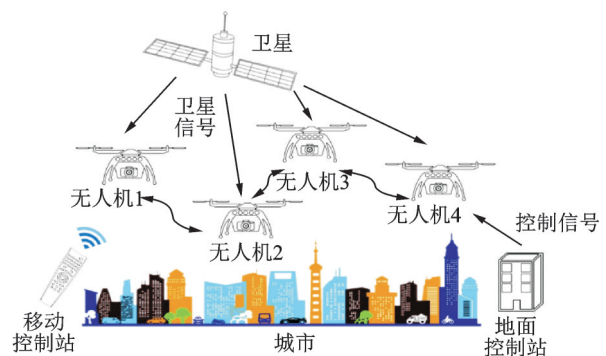 卫星
卫星
信号
无人机1
无人机3
无人机4
无人机2
控制信号
移动
控制站
城市
地面
控制站